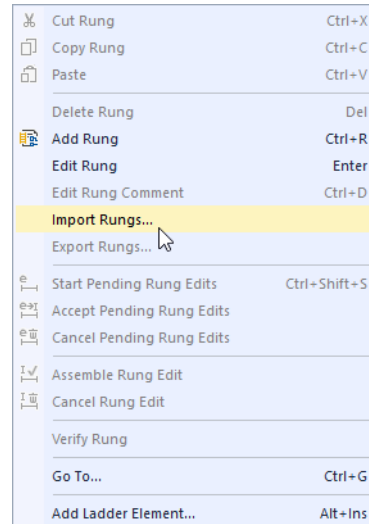 Cut Rung Ctrl+X
Copy Rung Ctrl+C
Paste Ctrl+V
Delete Rung Del
Add Rung Ctrl+R
Edit Rung Enter
Edit Rung Comment Ctrl+D
Import Rungs...
Export Rungs...
Start Pending Rung Edits Ctrl+Shift+S
Accept Pending Rung Edits
Cancel Pending Rung Edits
Assemble Rung Edit
Cancel Rung Edit
Verify Rung
Go To... Ctrl+G
Add Ladder Element... Alt+Ins